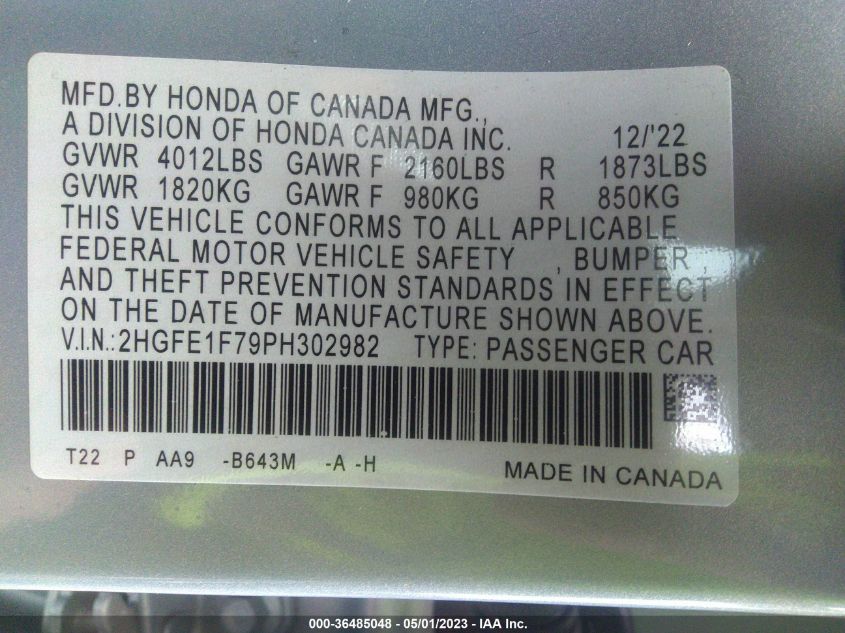 MFD.BY HONDA OF CANADA MFG.,
A DIVISION OF HONDA CANADA INC. 12/'22
GVWR 4012LBS GAWR F 2160LBS R 1873LBS
GVWR 1820KG GAWR F 980KG R 850KG
THIS VEHICLE CONFORMS TO ALL APPLICABLE
FEDERAL MOTOR VEHICLE SAFETY , BUMPER ,
AND THEFT PREVENTION STANDARDS IN EFFECT
ON THE DATE OF MANUFACTURE SHOWN ABOVE.
V.I.N.:2HGFE1F79PH302982 TYPE: PASSENGER CAR
T22 P AA9 -B643M -A -H MADE IN CANADA
000-36485048 - 05/01/2023 - IAA Inc.